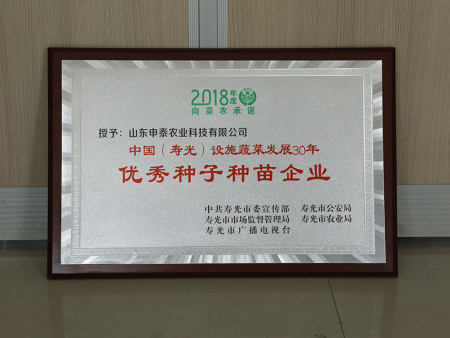 2018年度
向菜农承诺
授予：山东申泰农业科技有限公司
中国（寿光）设施蔬菜发展30年
优秀种子种苗企业
中共寿光市委宣传部 寿光市公安局
寿光市市场监督管理局 寿光市农业局
寿光市广播电视台